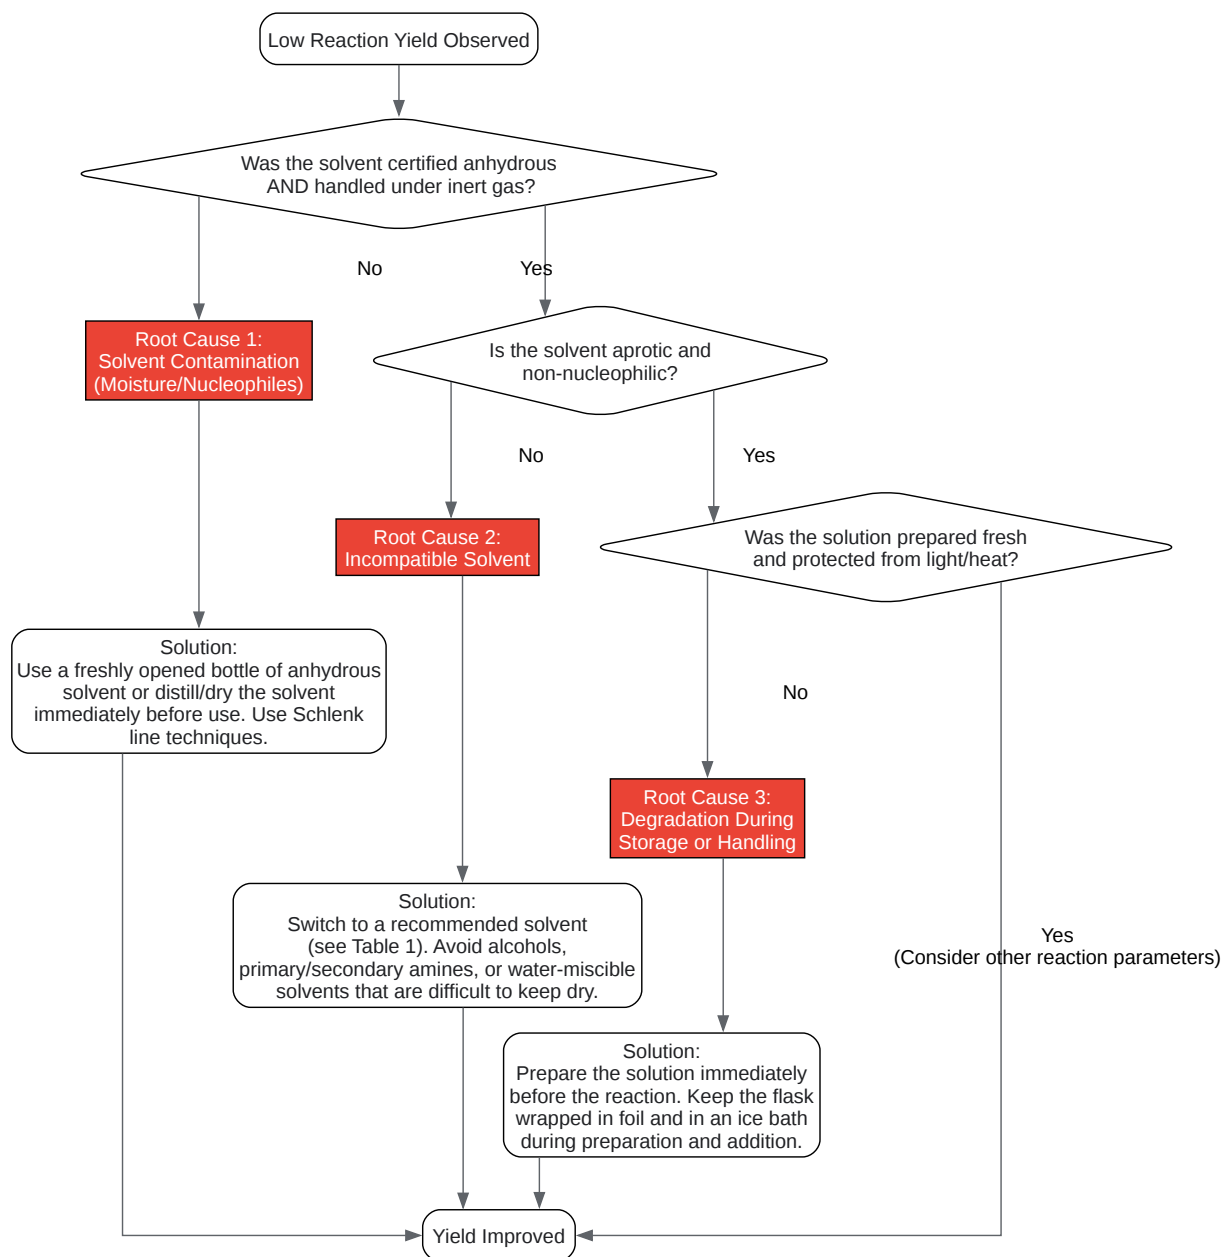 Low Reaction Yield Observed
Was the solvent certified anhydrous
AND handled under inert gas?
No
Yes
Root Cause 1:
Solvent Contamination
(Moisture/Nucleophiles)
Is the solvent aprotic and
non-nucleophilic?
No
Yes
Root Cause 2:
Incompatible Solvent
Was the solution prepared fresh
and protected from light/heat?
Solution:
Use a freshly opened bottle of anhydrous
solvent or distill/dry the solvent
immediately before use. Use Schlenk
line techniques.
No
Root Cause 3:
Degradation During
Storage or Handling
Solution:
Switch to a recommended solvent
(see Table 1). Avoid alcohols,
primary/secondary amines, or water-miscible
solvents that are difficult to keep dry.
Yes
(Consider other reaction parameters)
Solution:
Prepare the solution immediately
before the reaction. Keep the flask
wrapped in foil and in an ice bath
during preparation and addition.
Yield Improved